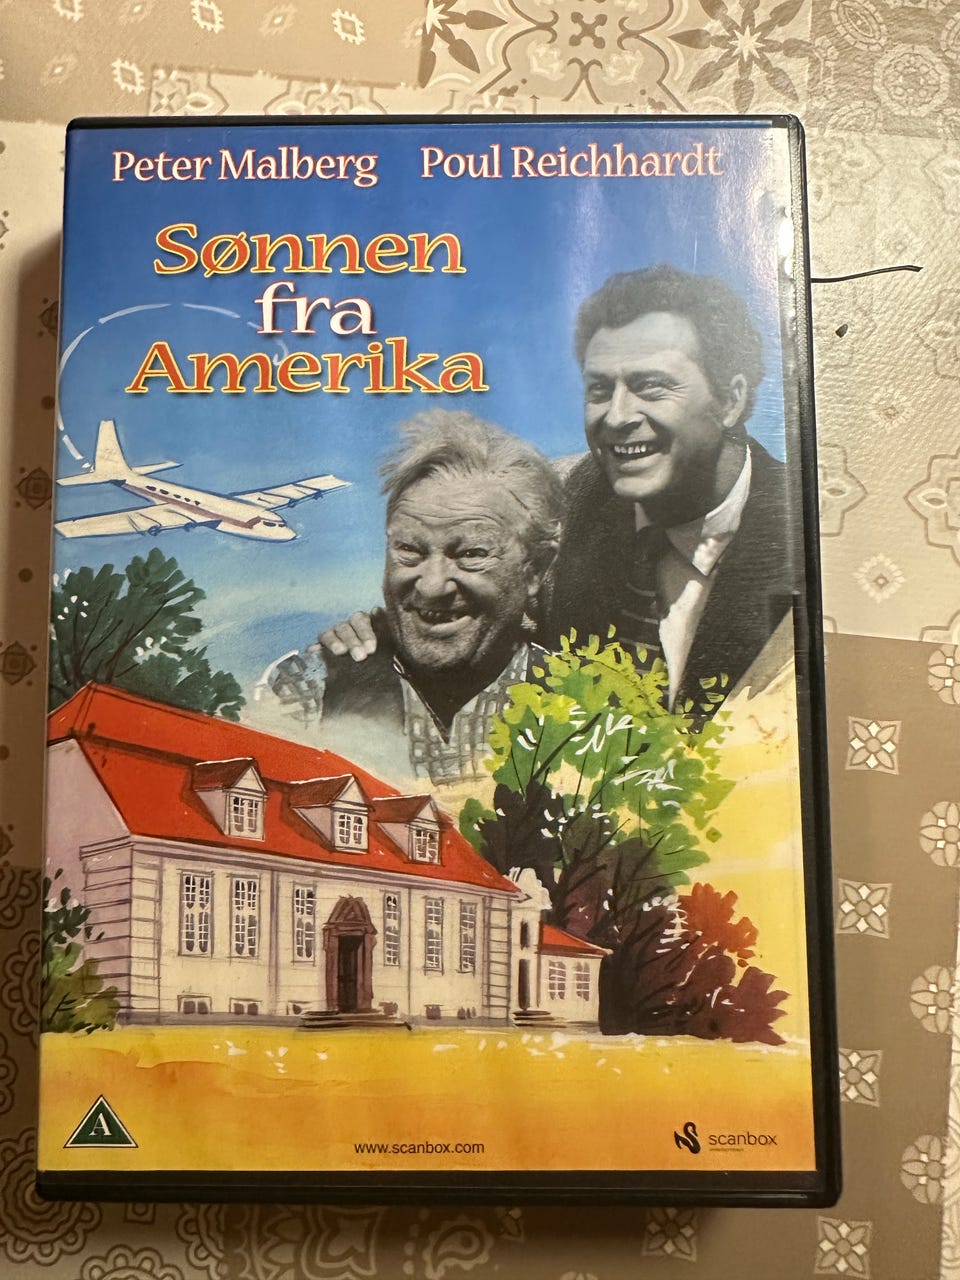 Peter Malberg Poul Reichhardt
Sønnen
fra
Amerika
A
www.scanbox.com
scanbox